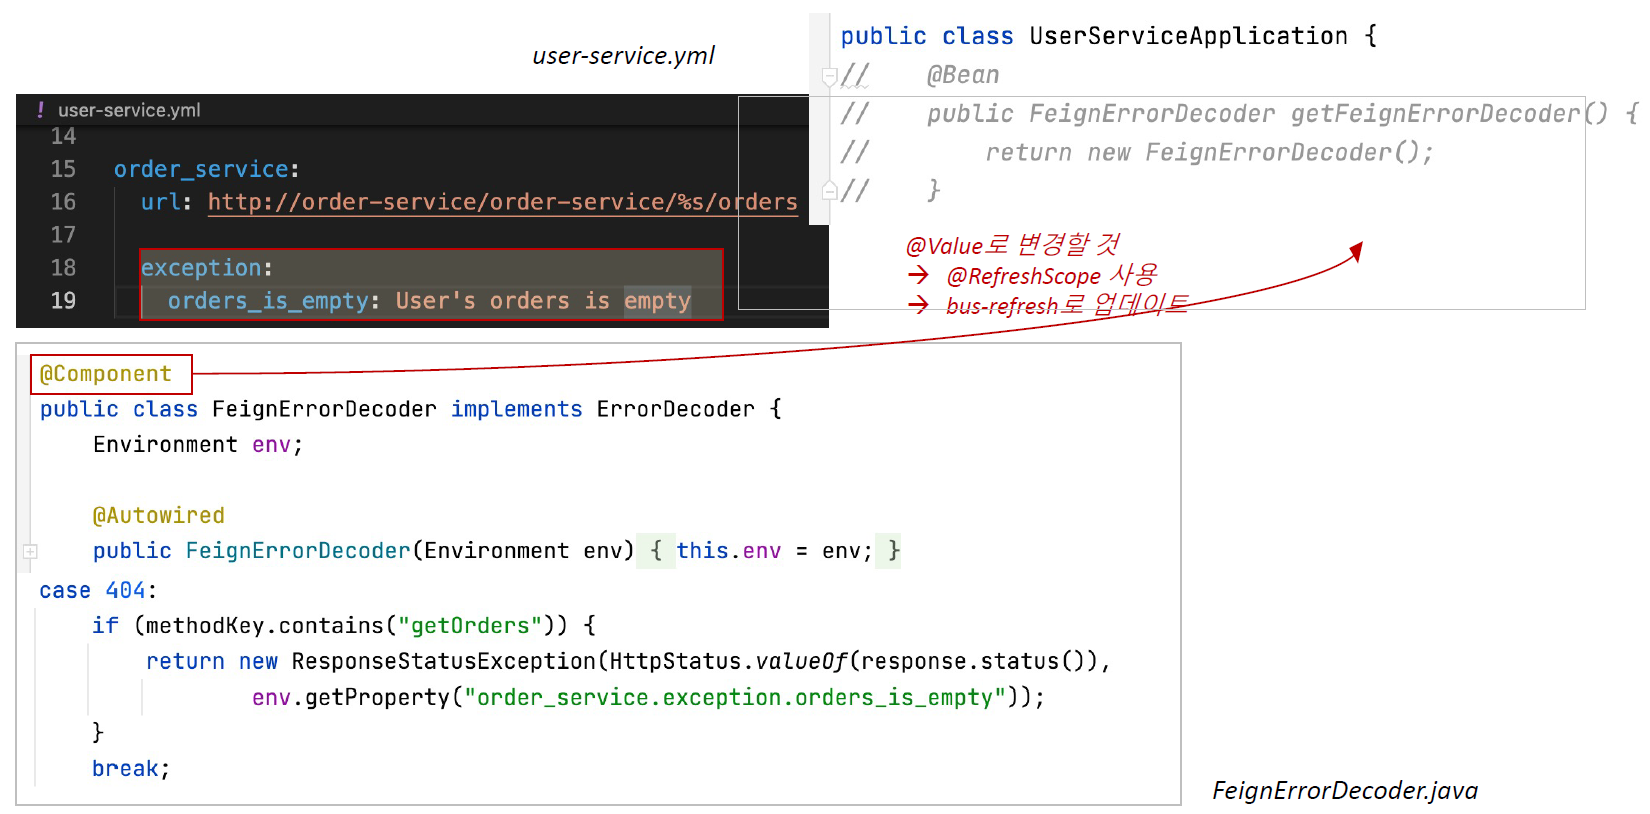 user-service.yml
! user-service.yml
14
15 order_service:
16 url: http://order-service/order-service/%s/orders
17
18 exception:
19 orders_is_empty: User's orders is empty
public class UserServiceApplication {
// @Bean
// public FeignErrorDecoder getFeignErrorDecoder() {
// return new FeignErrorDecoder();
// }
@Value로 변경할 것
→ @RefreshScope 사용
→ bus-refresh로 업데이트
@Component
public class FeignErrorDecoder implements ErrorDecoder {
Environment env;
@Autowired
public FeignErrorDecoder(Environment env) { this.env = env; }
case 404:
if (methodKey.contains("getOrders")) {
return new ResponseStatusException(HttpStatus.valueOf(response.status()),
env.getProperty("order_service.exception.orders_is_empty"));
}
break;
FeignErrorDecoder.java